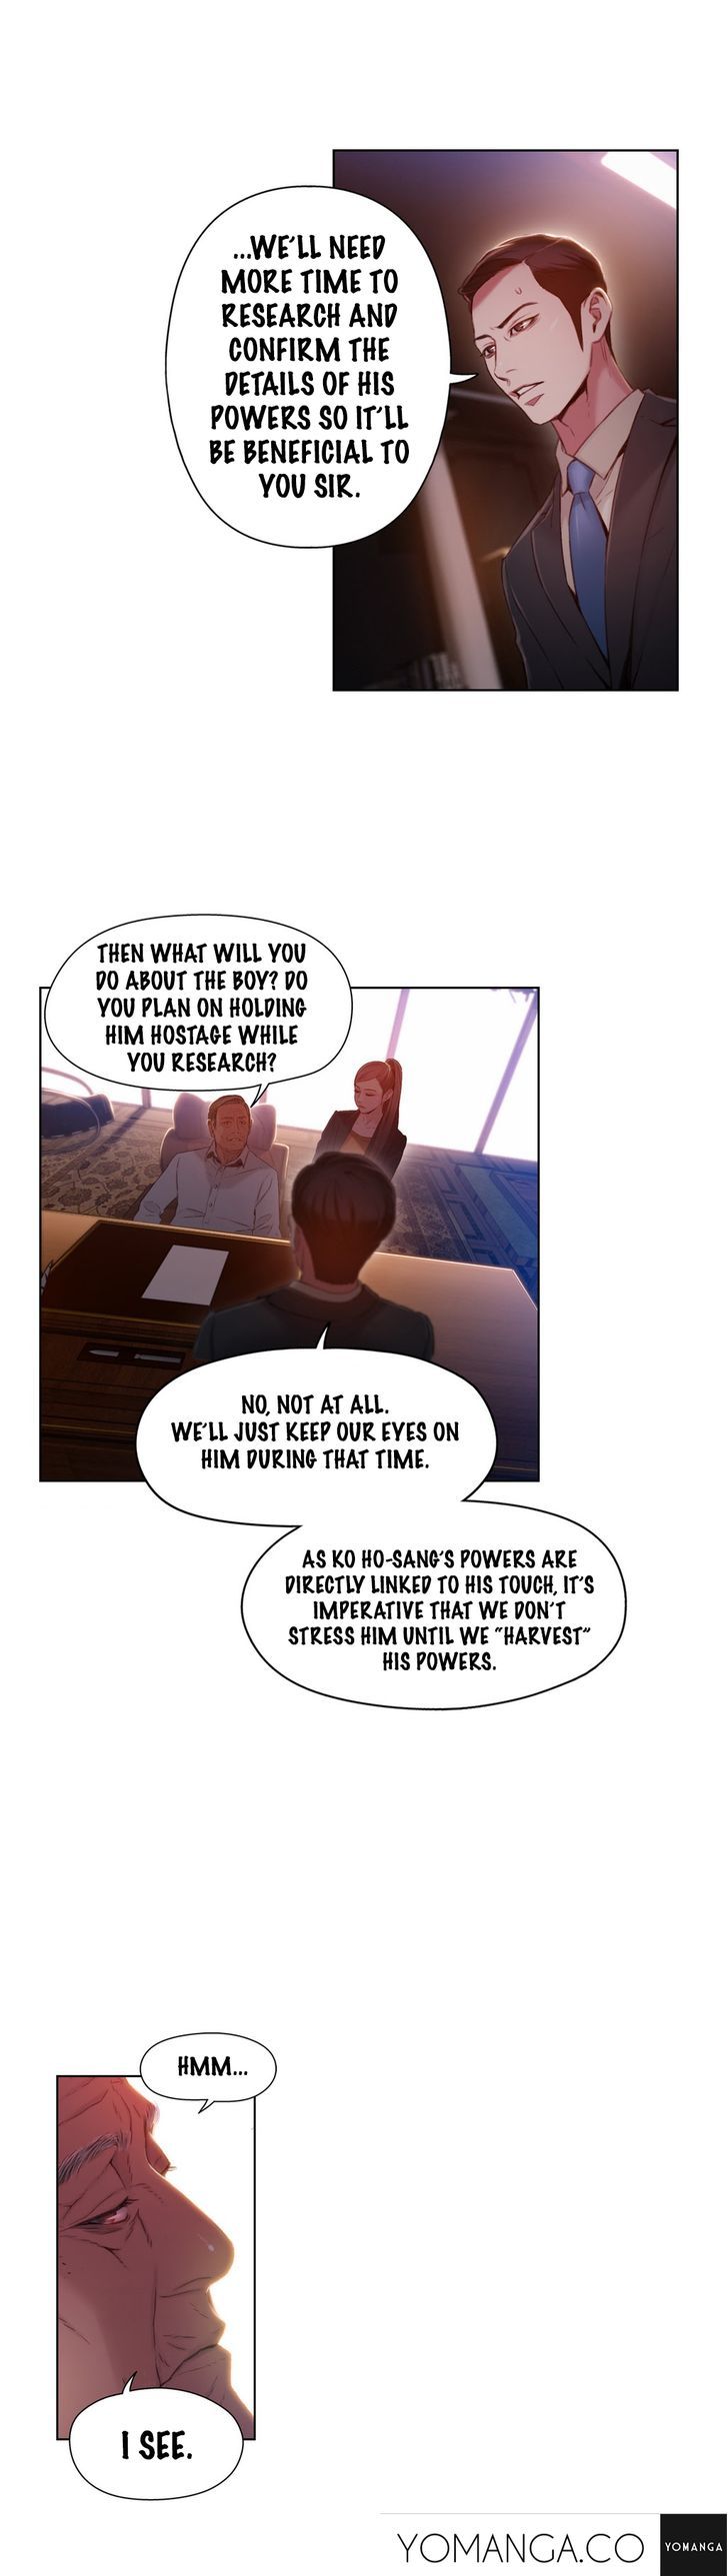 ...WE'LL NEED
MORE TIME TO
RESEARCH AND
CONFIRM THE
DETAILS OF HIS
POWERS SO IT'LL
BE BENEFICIAL TO
YOU SIR.
THEN WHAT WILL YOU
DO ABOUT THE BOY? DO
YOU PLAN ON HOLDING
HIM HOSTAGE WHILE
YOU RESEARCH?
NO, NOT AT ALL.
WE'LL JUST KEEP OUR EYES ON
HIM DURING THAT TIME.
AS KO HO-SANG'S POWERS ARE
DIRECTLY LINKED TO HIS TOUCH, IT'S
IMPERATIVE THAT WE DON'T
STRESS HIM UNTIL WE "HARVEST"
HIS POWERS.
HMM...
I SEE.
YOMANGA.CO
YOMANGA